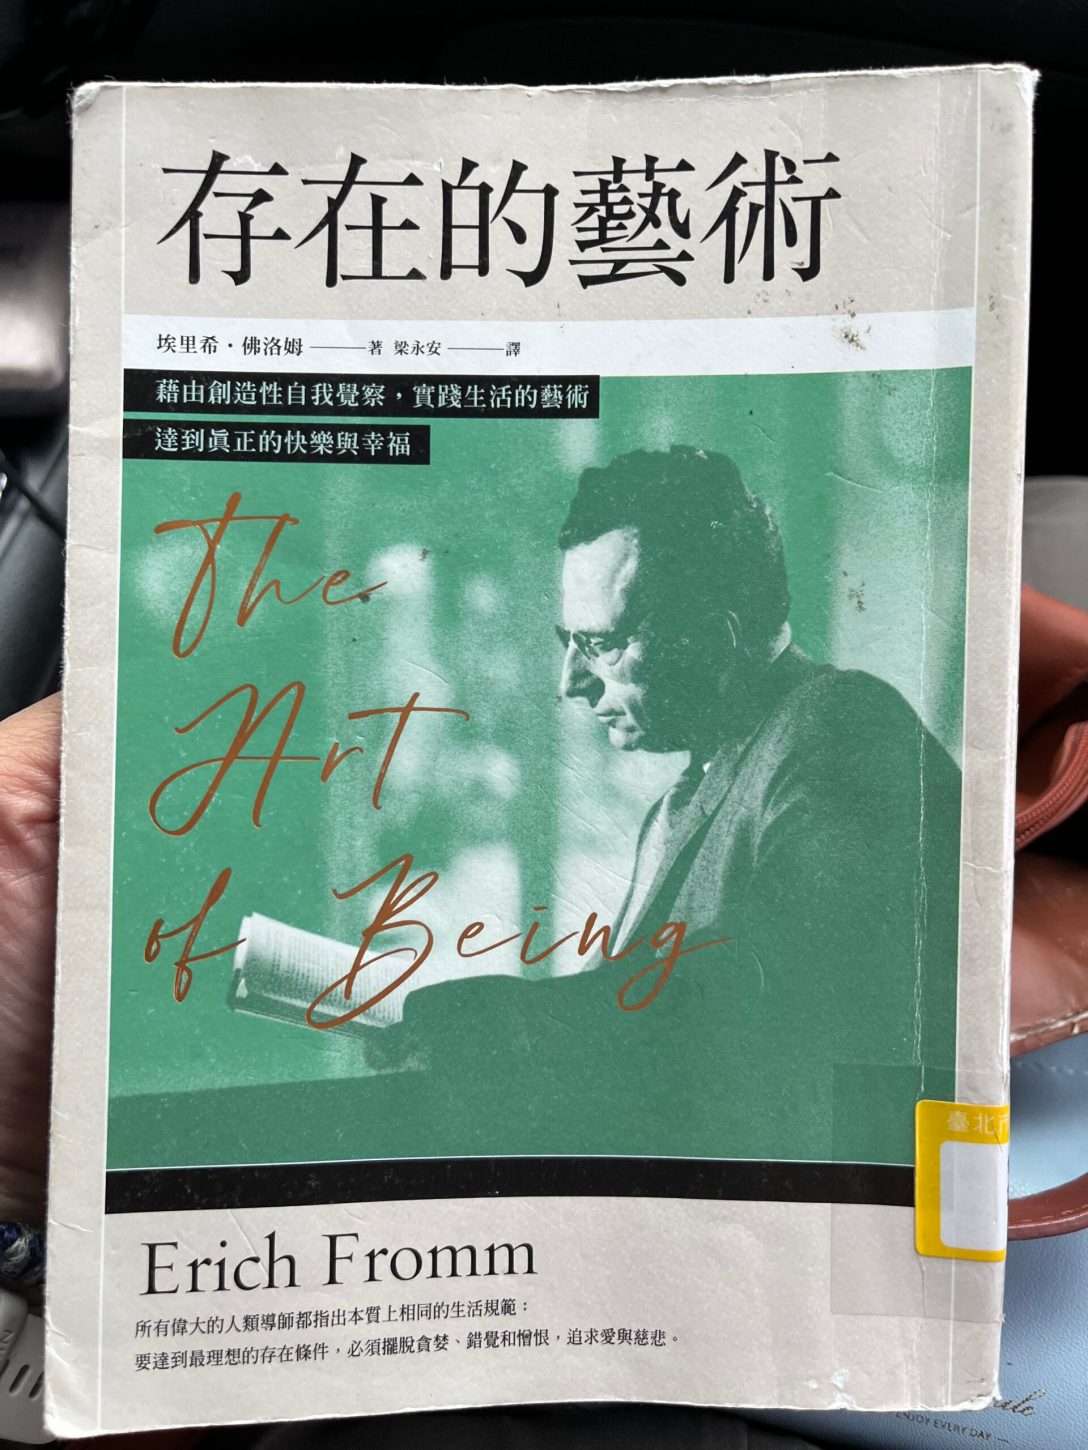 存在的藝術
埃里希・佛洛姆 ——— 著 梁永安 ——— 譯
藉由創造性自我覺察，實踐生活的藝術
達到真正的快樂與幸福
The
Art
of Being
臺北市
Erich Fromm
所有偉大的人類導師都指出本質上相同的生活規範：
要達到最理想的存在條件，必須擺脫貪婪、錯覺和憎恨，追求愛與慈悲。
ENJOY EVERY DAY —